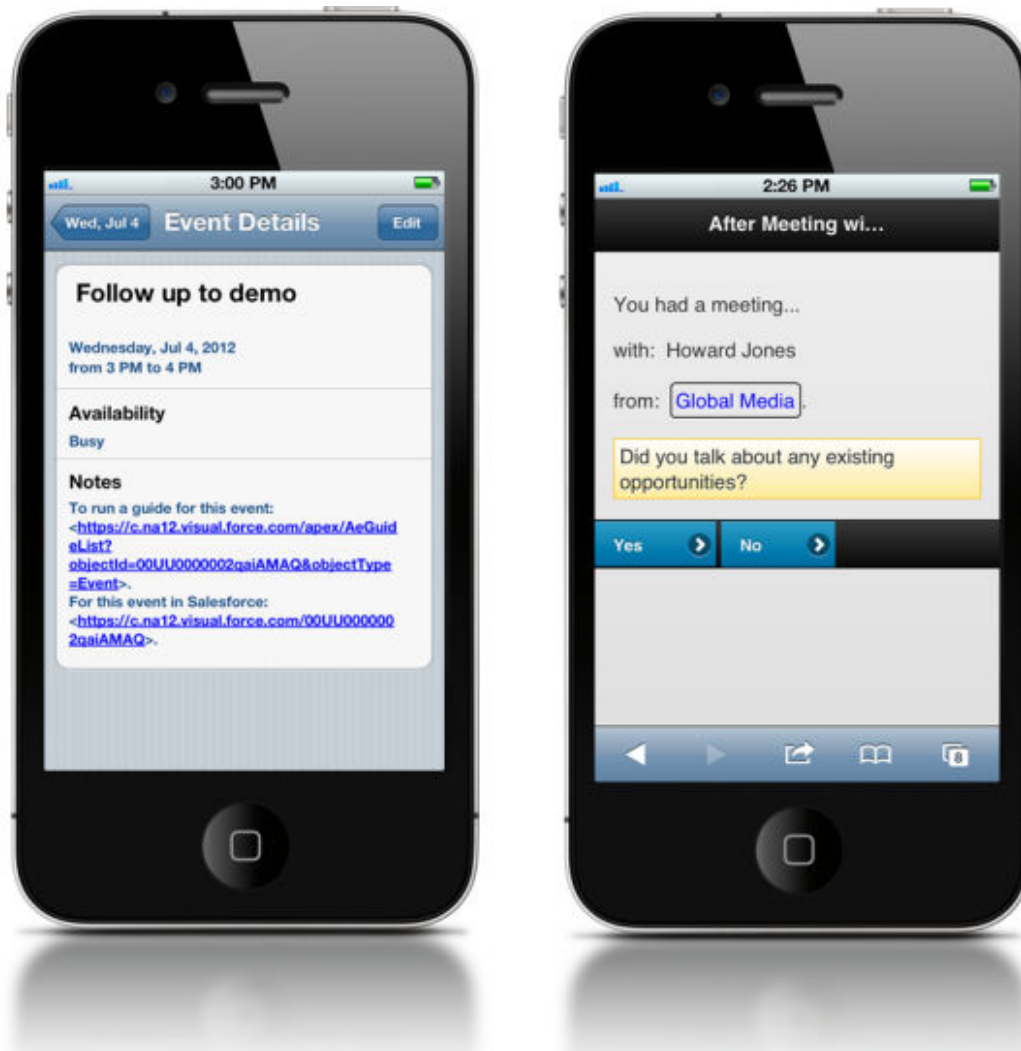 3:00 PM
Wed, Jul 4
Event Details
Edit
Follow up to demo
Wednesday, Jul 4, 2012
from 3 PM to 4 PM
Availability
Busy
Notes
To run a guide for this event:
<https://c.na12.visual.force.com/apex/AeGuid
eList?
objectId=00UU0000002qaiAMAQ&objectType
=Event>.
For this event in Salesforce:
<https://c.na12.visual.force.com/00UU000000
2qaiAMAQ>.
2:26 PM
After Meeting wi...
You had a meeting...
with: Howard Jones
from: Global Media.
Did you talk about any existing
opportunities?
Yes
No
8